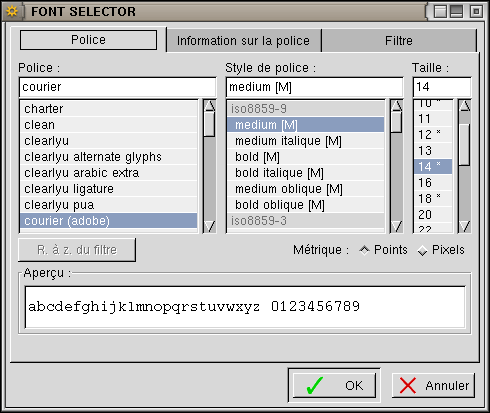 FONT SELECTOR
Police
Information sur la police
Filtre
Police :
Style de police :
Taille :
courier
medium [M]
14
charter
clean
clearlyu
clearlyu alternate glyphs
clearlyu arabic extra
clearlyu ligature
clearlyu pua
courier (adobe)
iso8859-9
medium [M]
medium italique [M]
bold [M]
bold italique [M]
medium oblique [M]
bold oblique [M]
iso8859-3
10 *
11
12 *
13
14 *
16
18 *
20
22
R. à z. du filtre
Métrique :
Points
Pixels
Aperçu :
abcdefghijklmnopqrstuvwxyz 0123456789
OK
Annuler